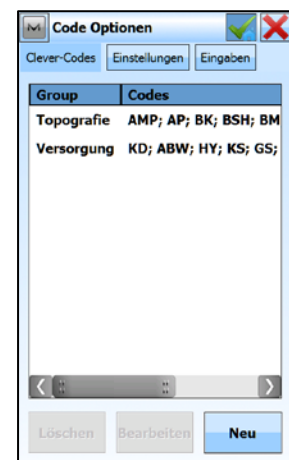 Code Optionen
Clever-Codes Einstellungen Eingaben
Group Codes
Topografie AMP; AP; BK; BSH; BM
Versorgung KD; ABW; HY; KS; GS;
Löschen Bearbeiten Neu